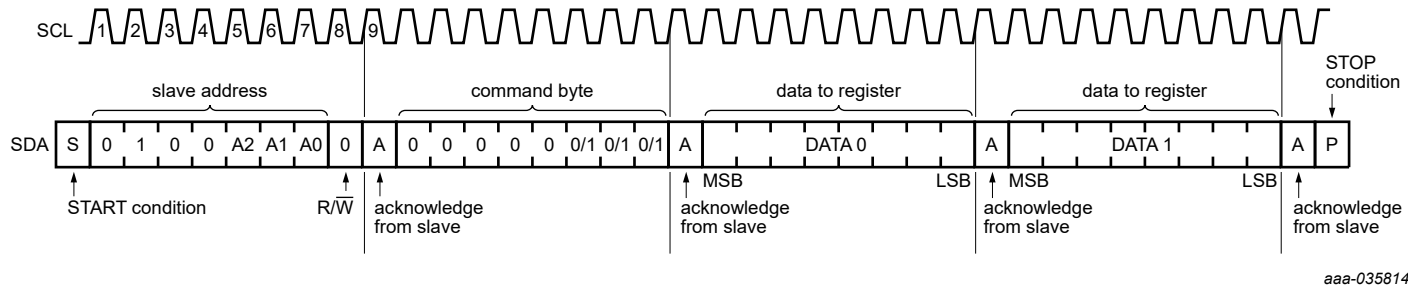 SCL 1 2 3 4 5 6 7 8 9
STOP
condition
slave address command byte data to register data to register
SDA S 0 1 0 0 A2 A1 A0 0 A 0 0 0 0 0 0/1 0/1 0/1 A DATA 0 A DATA 1 A P
MSB LSB MSB LSB
START condition R/W̅ acknowledge acknowledge acknowledge acknowledge
from slave from slave from slave from slave
aaa-035814